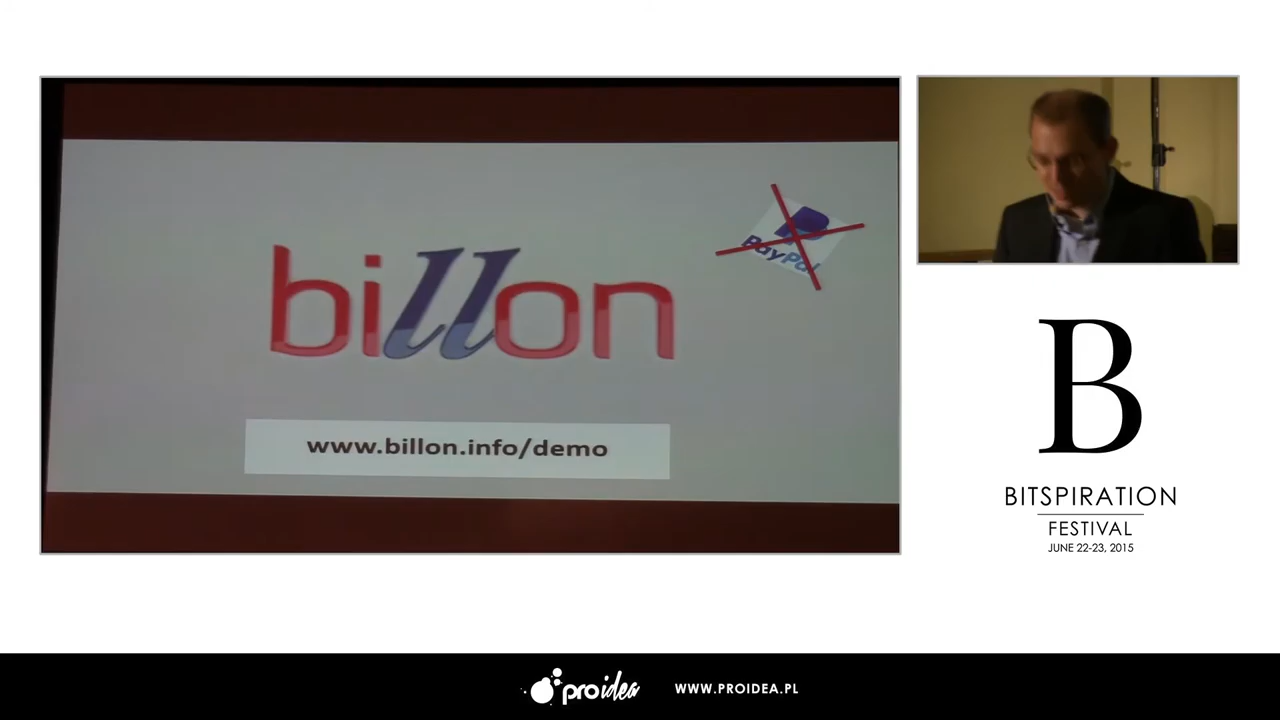 PayPal
billon
www.billon.info/demo
B
BITSPIRATION
FESTIVAL
JUNE 22-23, 2015
proidea
WWW.PROIDEA.PL